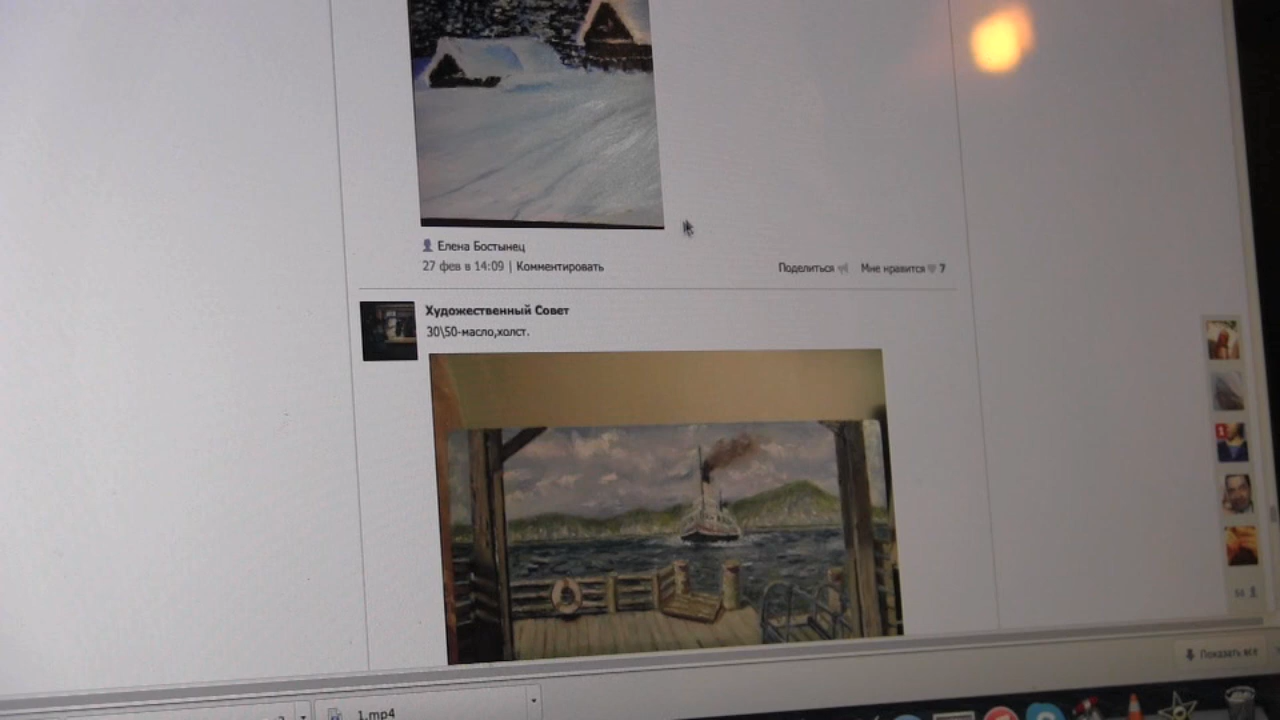 Елена Бостынец
27 фев в 14:09 | Комментировать
Поделиться Мне нравится 7
Художественный Совет
30\50-масло,холст.
1
Показать все
1.mp4